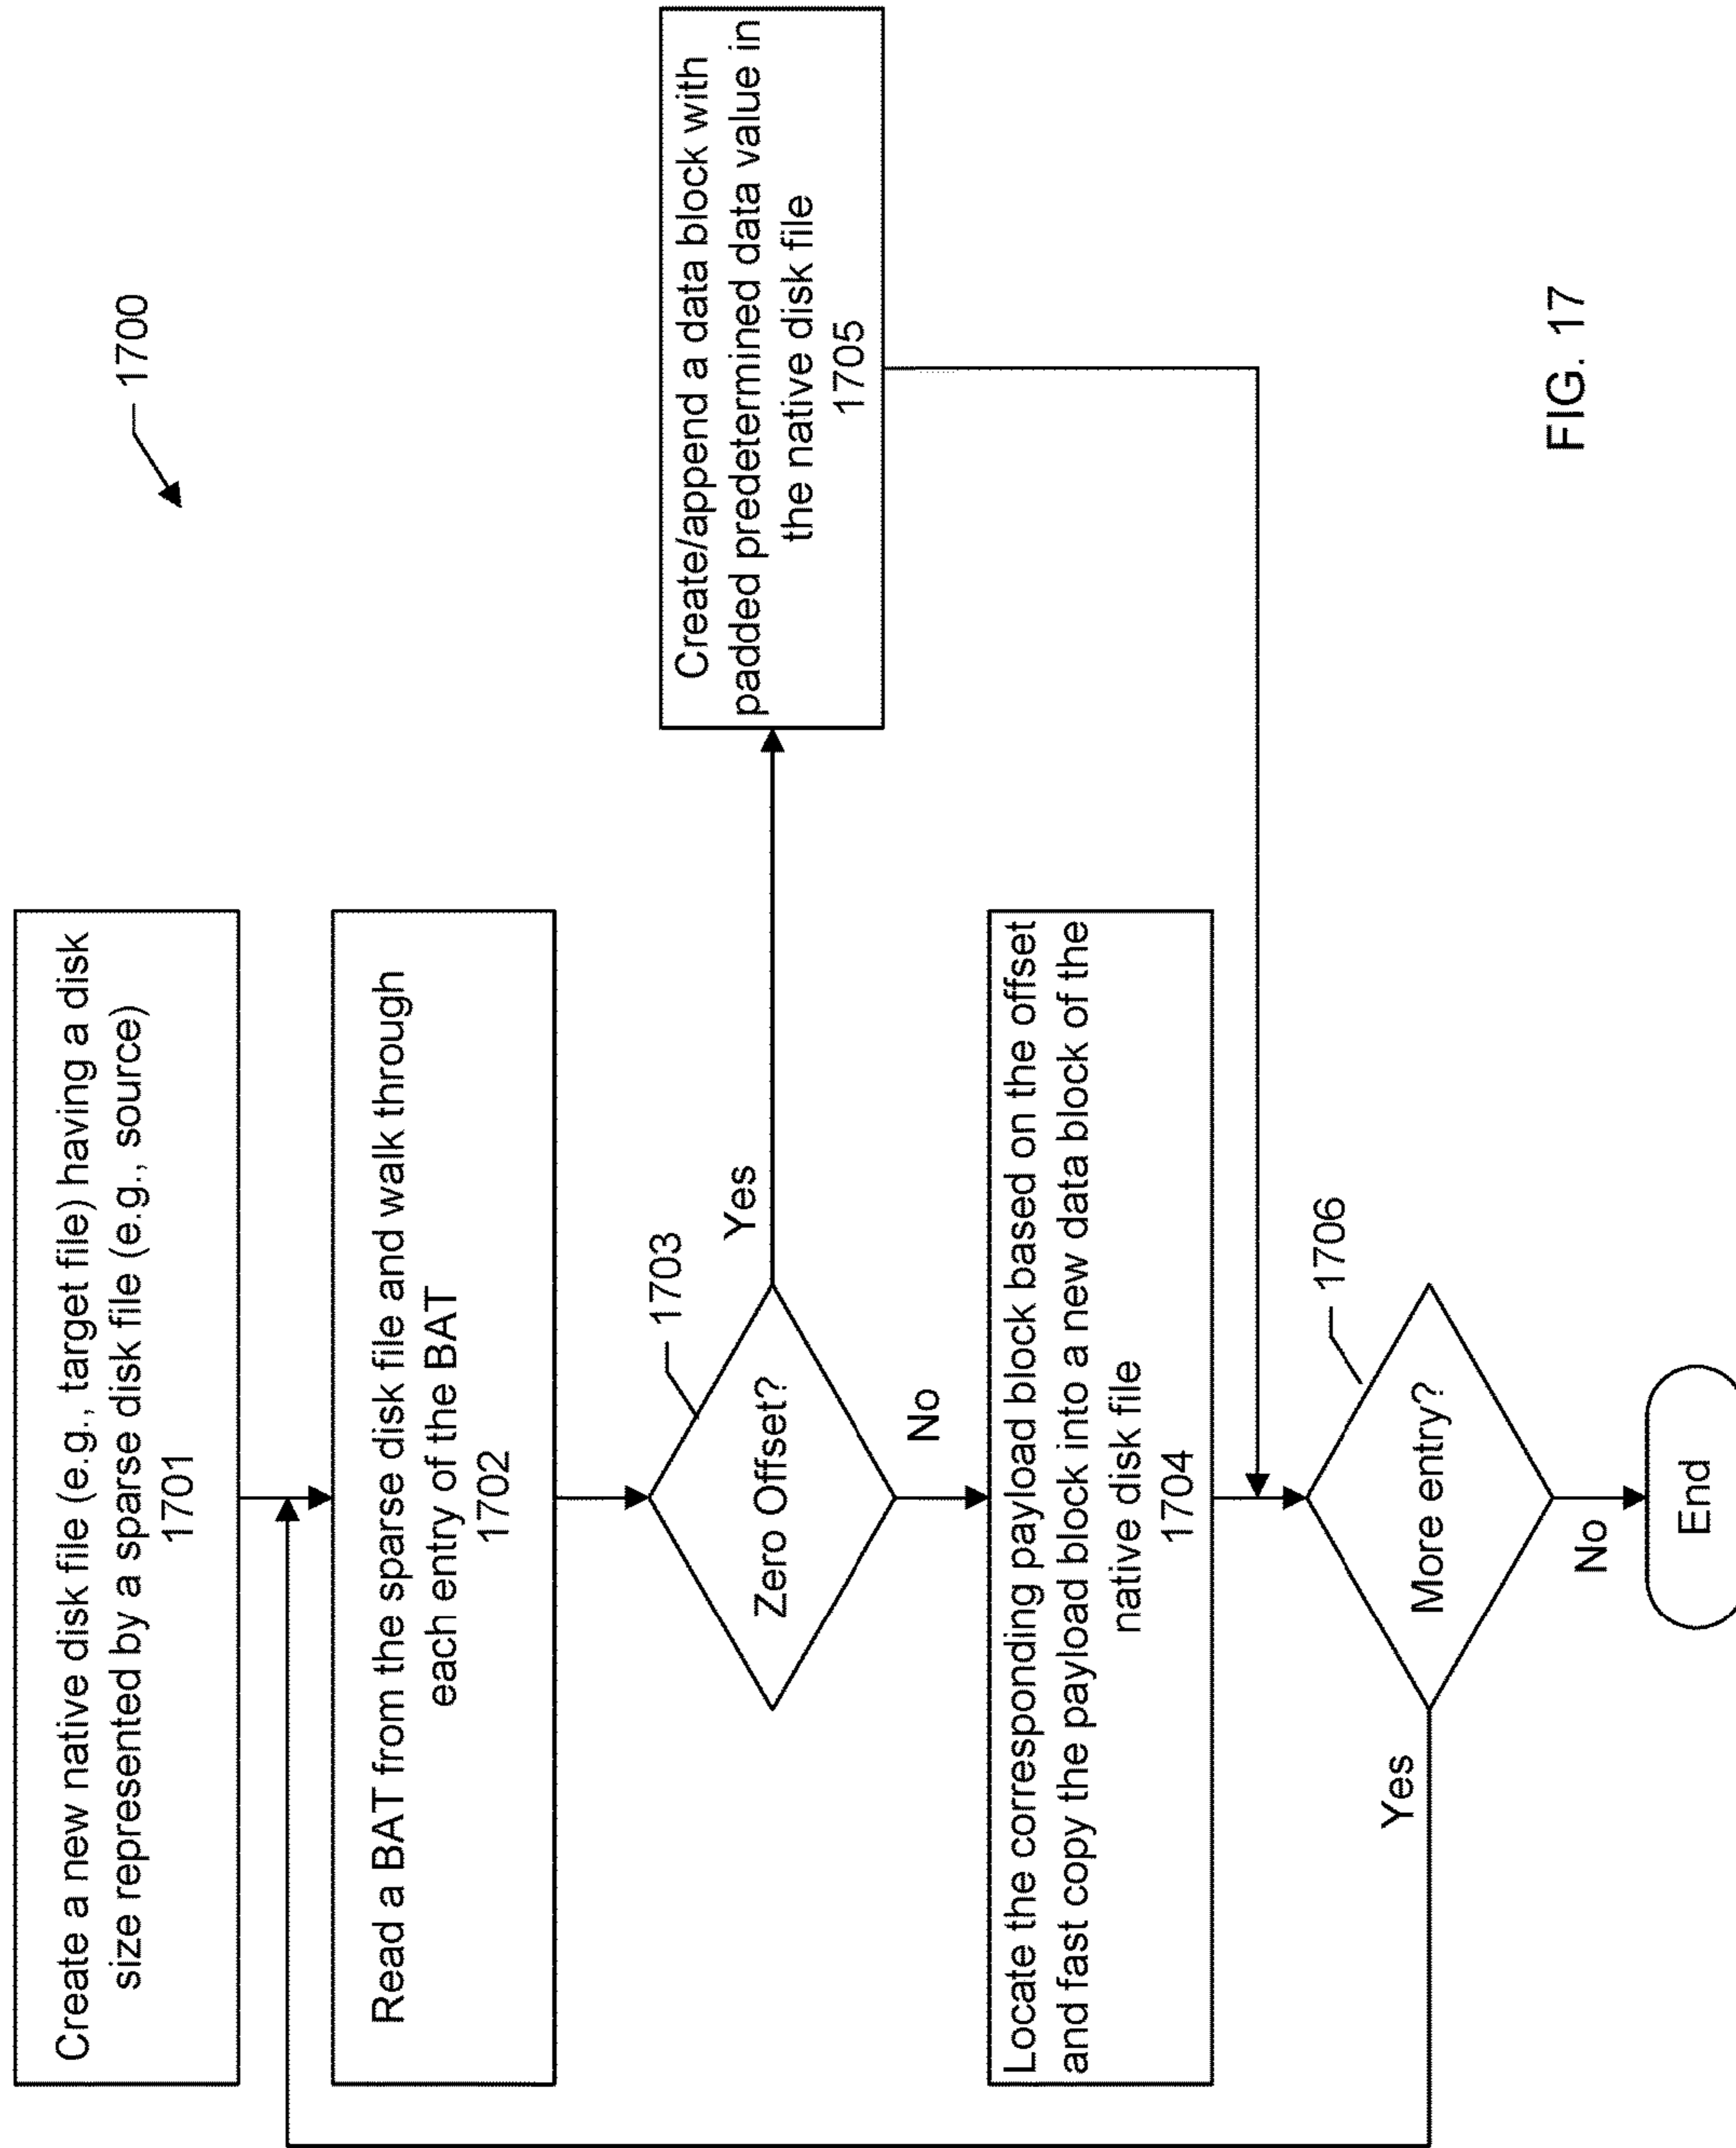 1700
Create a new native disk file (e.g., target file) having a disk
size represented by a sparse disk file (e.g., source)
1701
Read a BAT from the sparse disk file and walk through
each entry of the BAT
1702
1703
Zero Offset?
Yes
No
Create/append a data block with
padded predetermined data value in
the native disk file
1705
Locate the corresponding payload block based on the offset
and fast copy the payload block into a new data block of the
native disk file
1704
1706
More entry?
Yes
No
End
FIG. 17